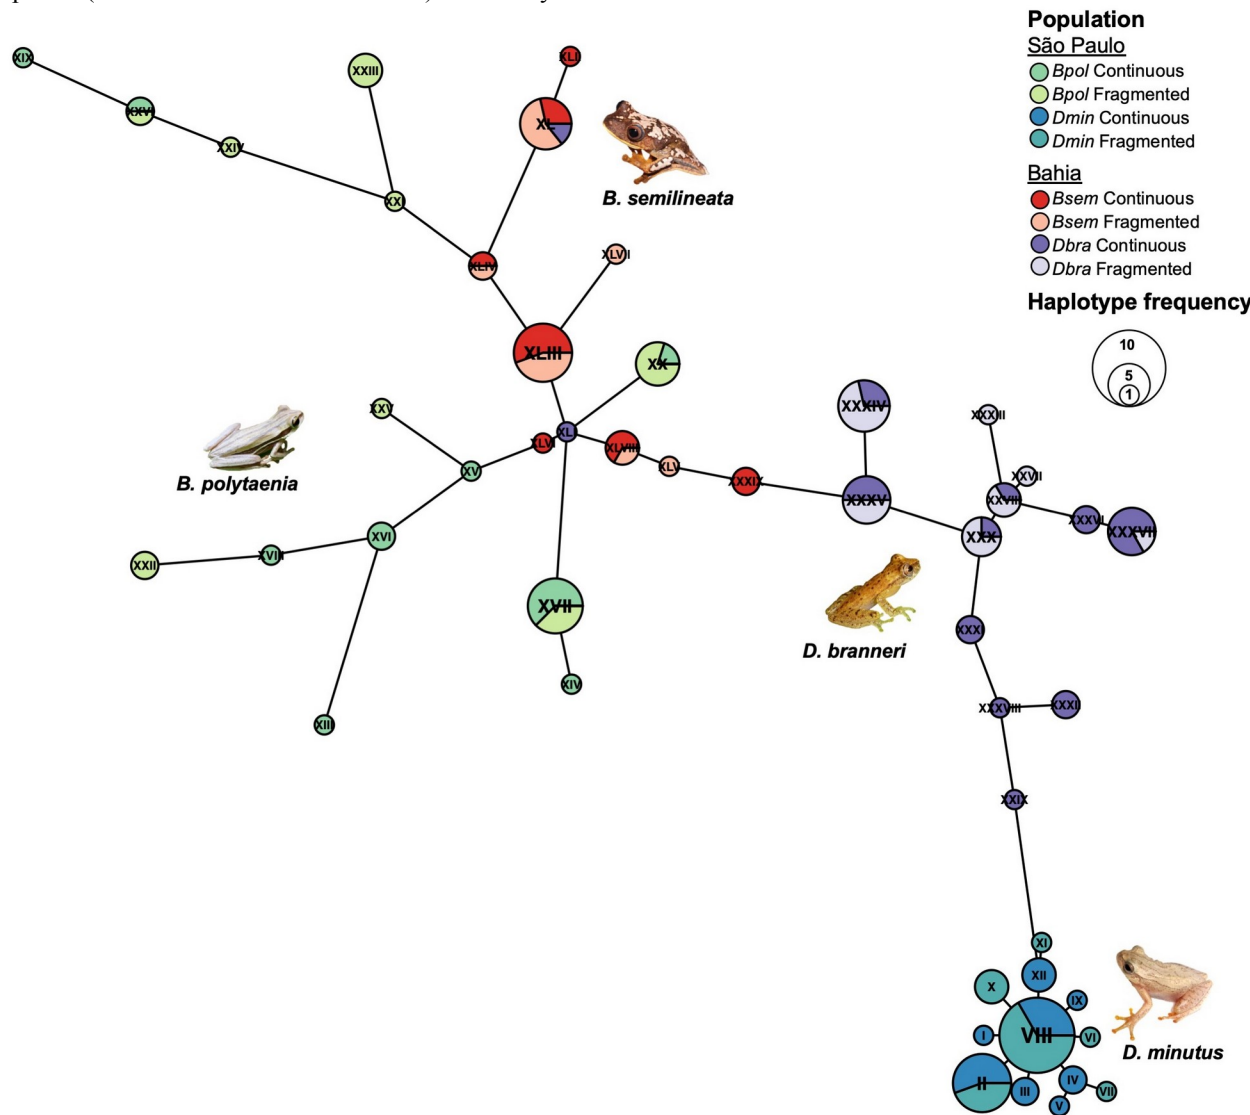 Population
São Paulo
Bpol Continuous
Bpol Fragmented
Dmin Continuous
Dmin Fragmented
Bahia
Bsem Continuous
Bsem Fragmented
Dbra Continuous
Dbra Fragmented
Haplotype frequency
10
5
1
XIX
XXVI
XXIV
XXIII
XXI
XL
B. semilineata
XLIV
XLVII
XLIII
XX
XXV
XLVI
XLVIII
XLV
XXXIX
XV
B. polytaenia
XVI
XVIII
XXII
XVII
XIV
XIII
XXXIV
XXXIII
XXVII
XXXV
XXVIII
XXXVI
XXXVII
XXX
D. branneri
XXXI
XXXVIII
XXXII
XXIX
XI
XII
X
IX
I
VIII
VI
D. minutus
II
III
IV
VII
V